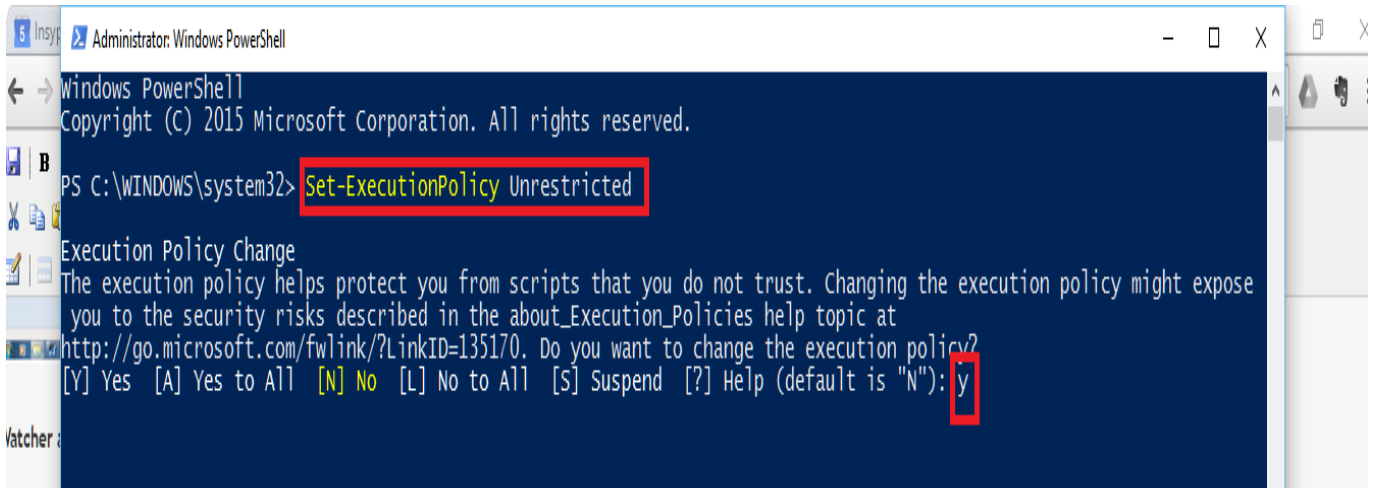 5 Insyp
Administrator: Windows PowerShell
Windows PowerShell
Copyright (C) 2015 Microsoft Corporation. All rights reserved.
B
PS C:\WINDOWS\system32> Set-ExecutionPolicy Unrestricted
Execution Policy Change
The execution policy helps protect you from scripts that you do not trust. Changing the execution policy might expose
you to the security risks described in the about_Execution_Policies help topic at
http://go.microsoft.com/fwlink/?LinkID=135170. Do you want to change the execution policy?
[Y] Yes [A] Yes to All [N] No [L] No to All [S] Suspend [?] Help (default is "N"): y
Watcher